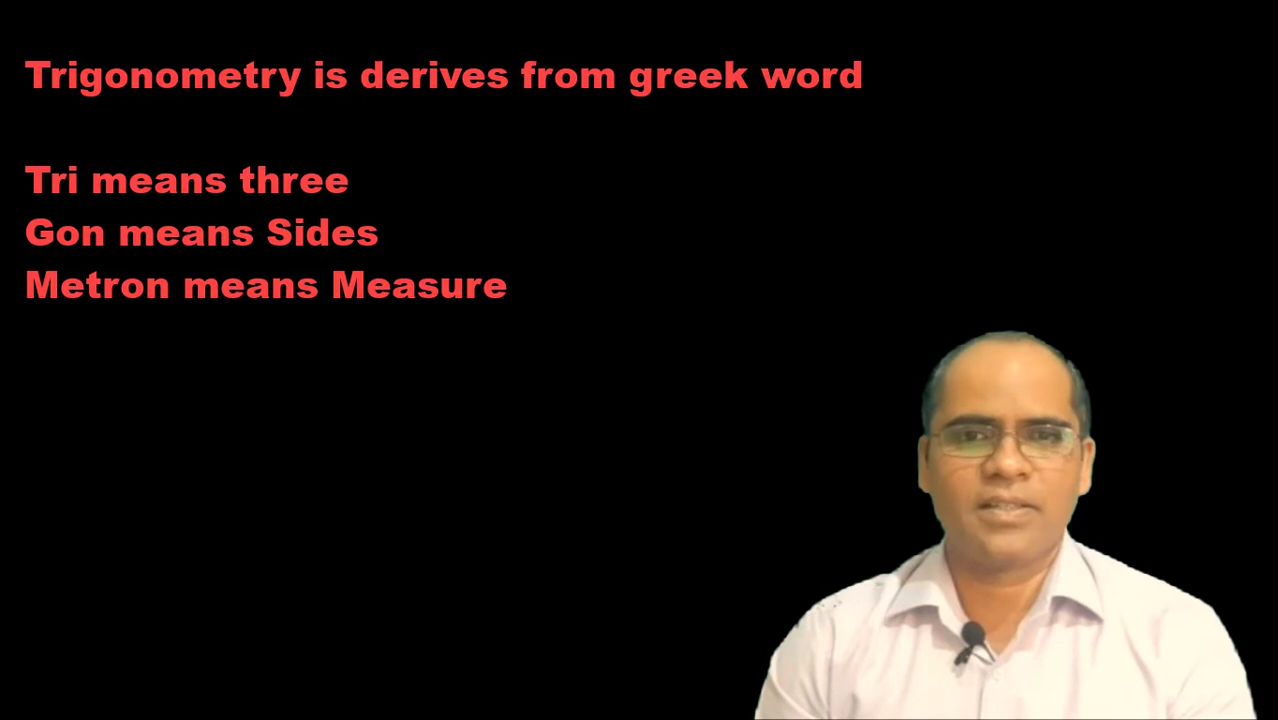 Trigonometry is derives from greek word
Tri means three
Gon means Sides
Metron means Measure